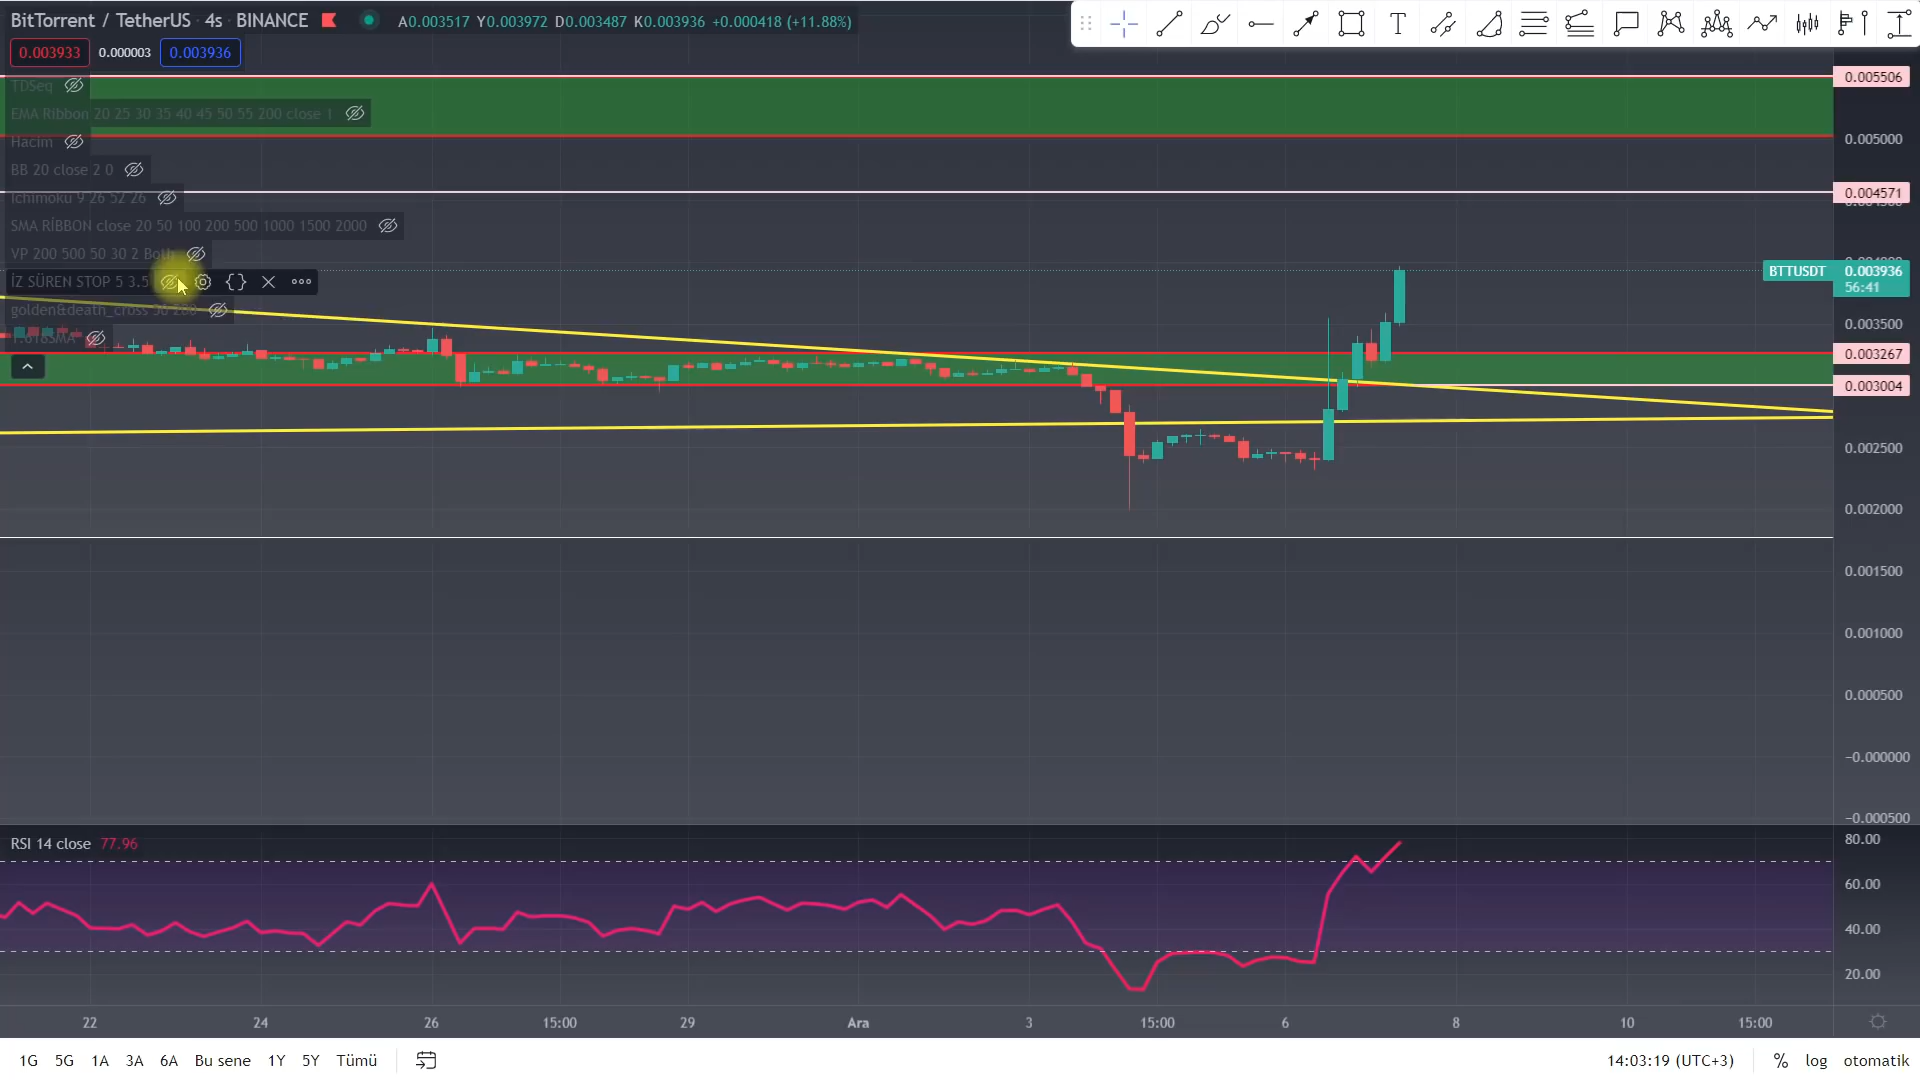 BitTorrent / TetherUS · 4s · BINANCE A0.003517 Y0.003972 D0.003487 K0.003936 +0.000418 (+11.88%)
0.003933 0.000003 0.003936
TDSeq
EMA Ribbon 20 25 30 35 40 45 50 55 200 close 1
Hacim
BB 20 close 2 0
Ichimoku 9 26 52 26
SMA RİBBON close 20 50 100 200 500 1000 1500 2000
VP 200 500 50 30 2 Both
İZ SÜREN STOP 5 3.5
golden&death_cross 50 200
1.618SMA
0.005506
0.005000
0.004571
BTTUSDT 0.003936
56:41
0.003500
0.003267
0.003004
0.002500
0.002000
0.001500
0.001000
0.000500
−0.000000
−0.000500
RSI 14 close 77.96
80.00
60.00
40.00
20.00
22 24 26 15:00 29 Ara 3 15:00 6 8 10 15:00
1G 5G 1A 3A 6A Bu sene 1Y 5Y Tümü 14:03:19 (UTC+3) % log otomatik